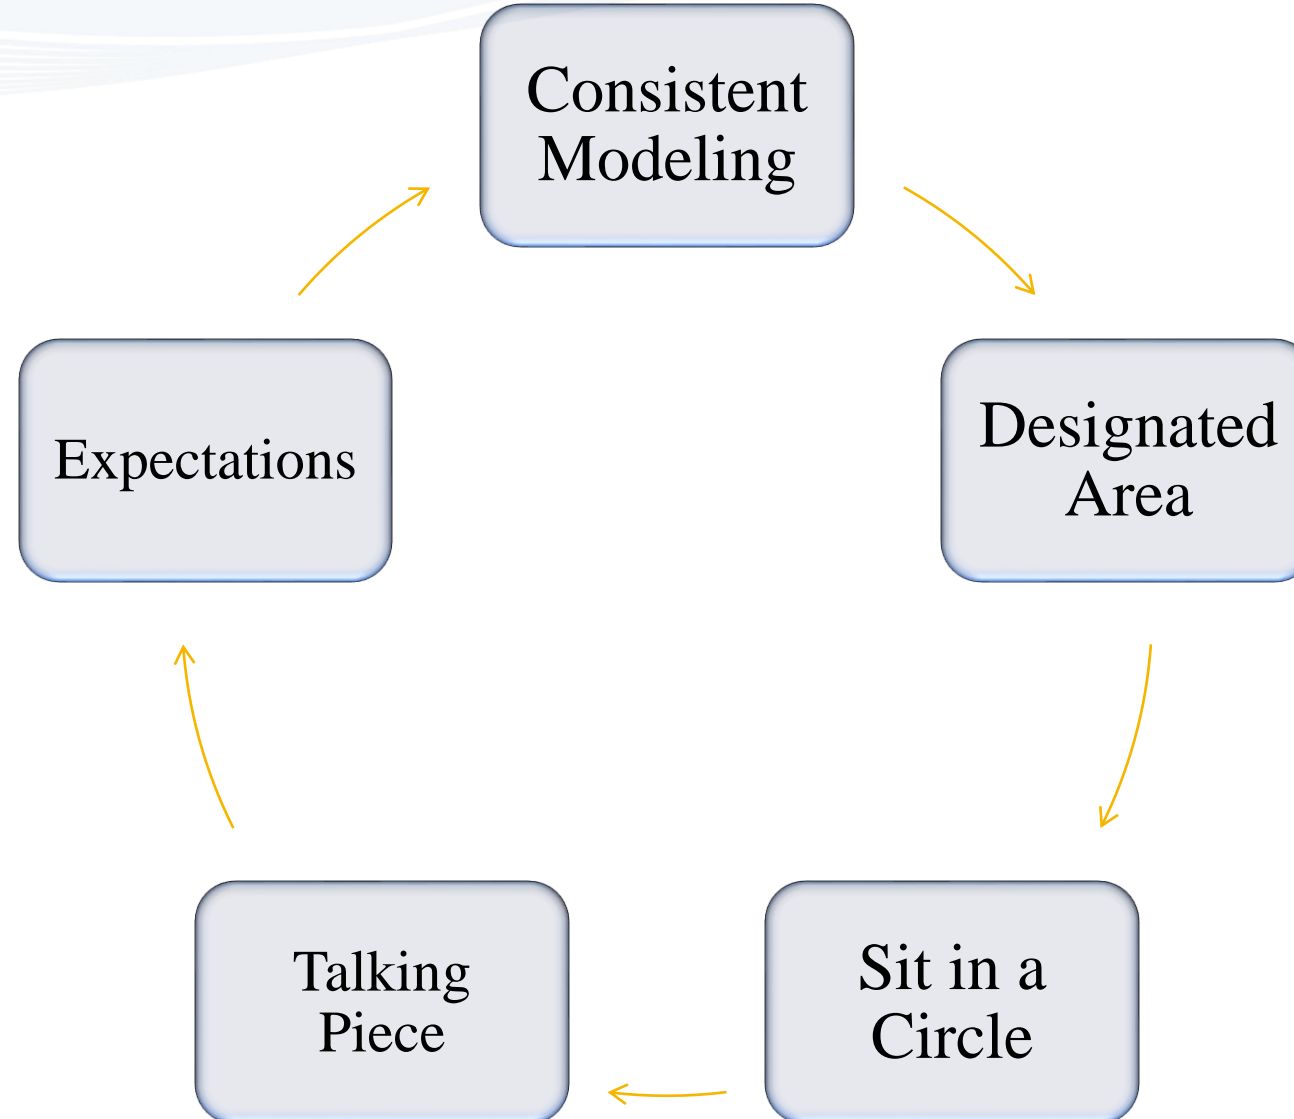 Consistent
Modeling
Designated
Area
Sit in a
Circle
Talking
Piece
Expectations